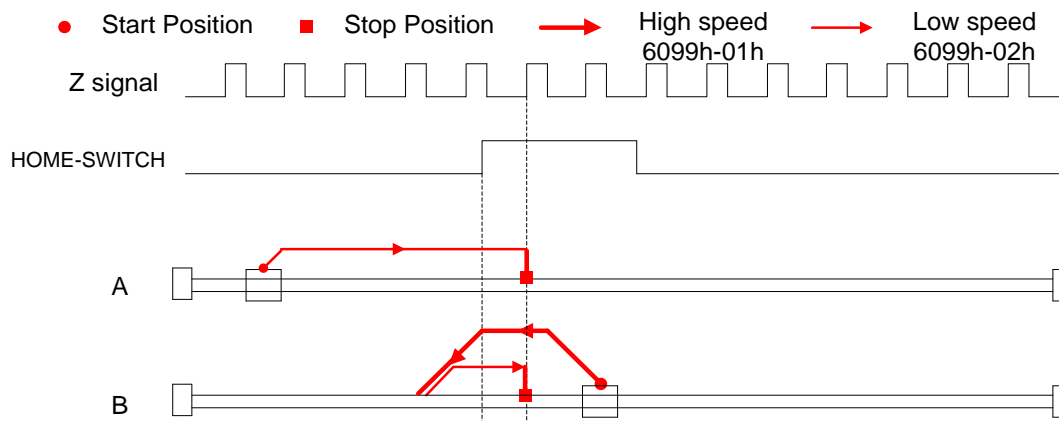 Start Position
Stop Position
High speed
6099h-01h
Low speed
6099h-02h
Z signal
HOME-SWITCH
A
B